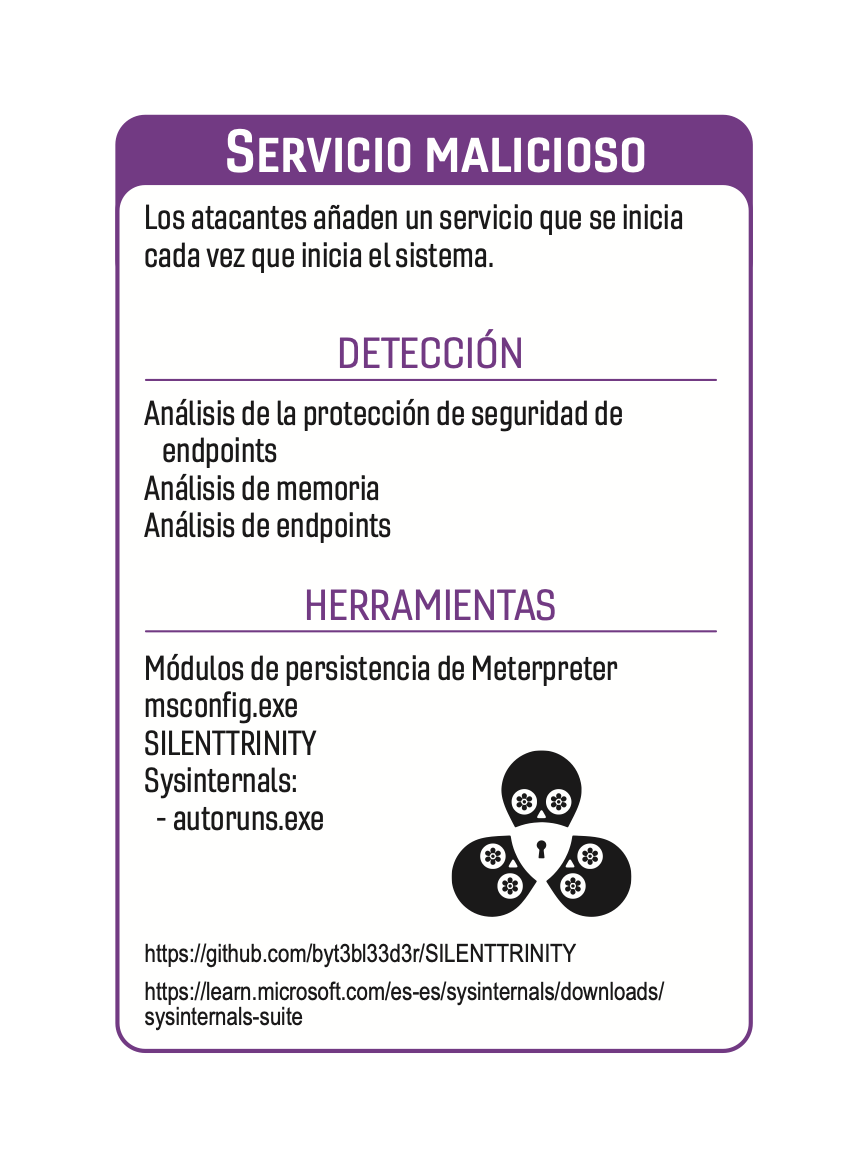 SERVICIO MALICIOSO
Los atacantes añaden un servicio que se inicia
cada vez que inicia el sistema.
DETECCIÓN
Análisis de la protección de seguridad de
endpoints
Análisis de memoria
Análisis de endpoints
HERRAMIENTAS
Módulos de persistencia de Meterpreter
msconfig.exe
SILENTTRINITY
Sysinternals:
- autoruns.exe
https://github.com/byt3bl33d3r/SILENTTRINITY
https://learn.microsoft.com/es-es/sysinternals/downloads/
sysinternals-suite